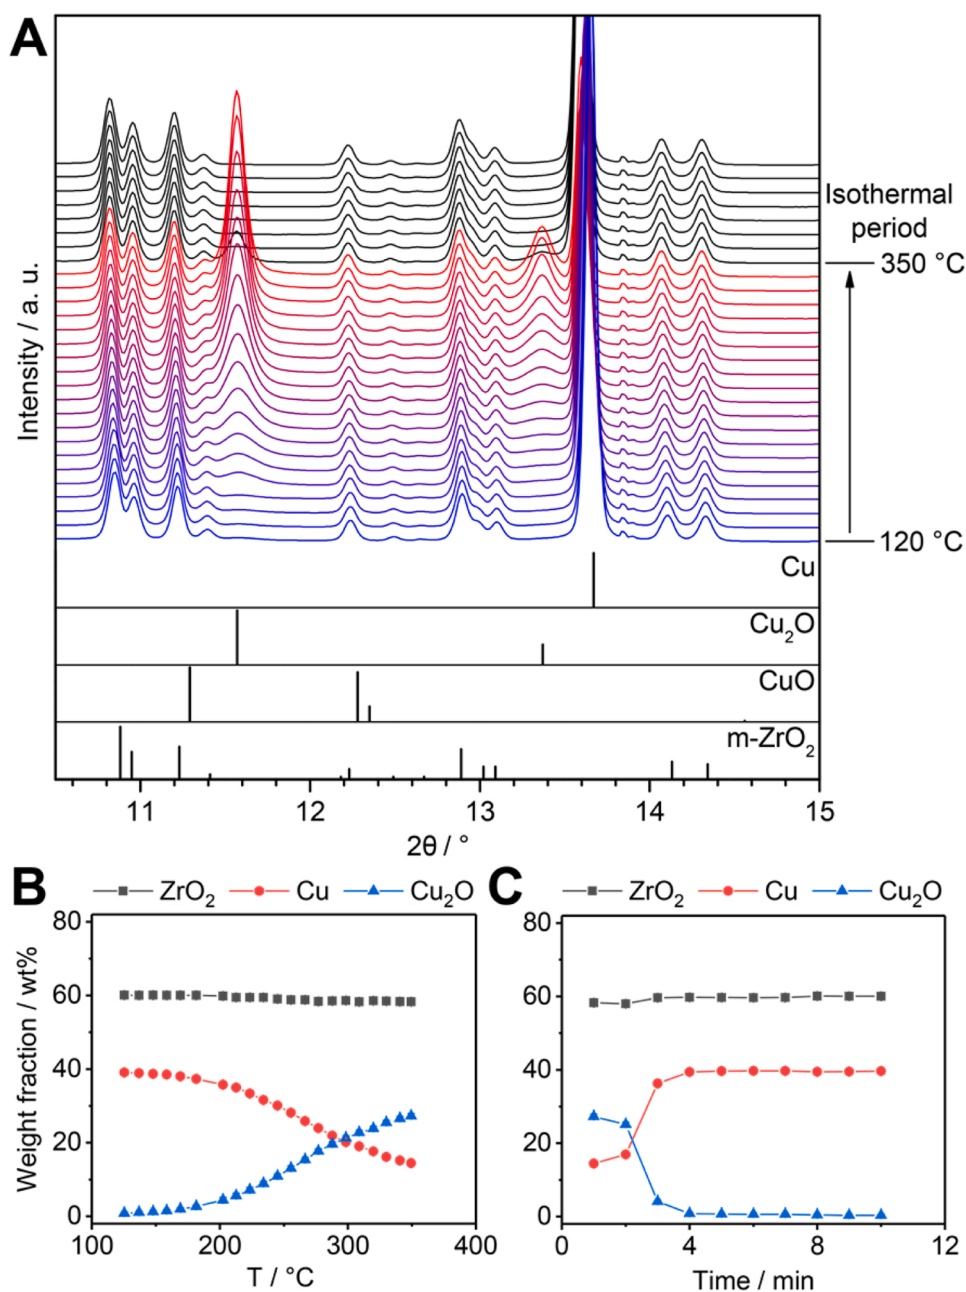 A
Intensity / a. u.
Isothermal
period
350 °C
120 °C
Cu
Cu₂O
CuO
m-ZrO₂
11 12 13 14 15
2θ / °
B
ZrO₂ Cu Cu₂O
Weight fraction / wt%
80
60
40
20
0
100 200 300 400
T / °C
C
ZrO₂ Cu Cu₂O
80
60
40
20
0
0 4 8 12
Time / min